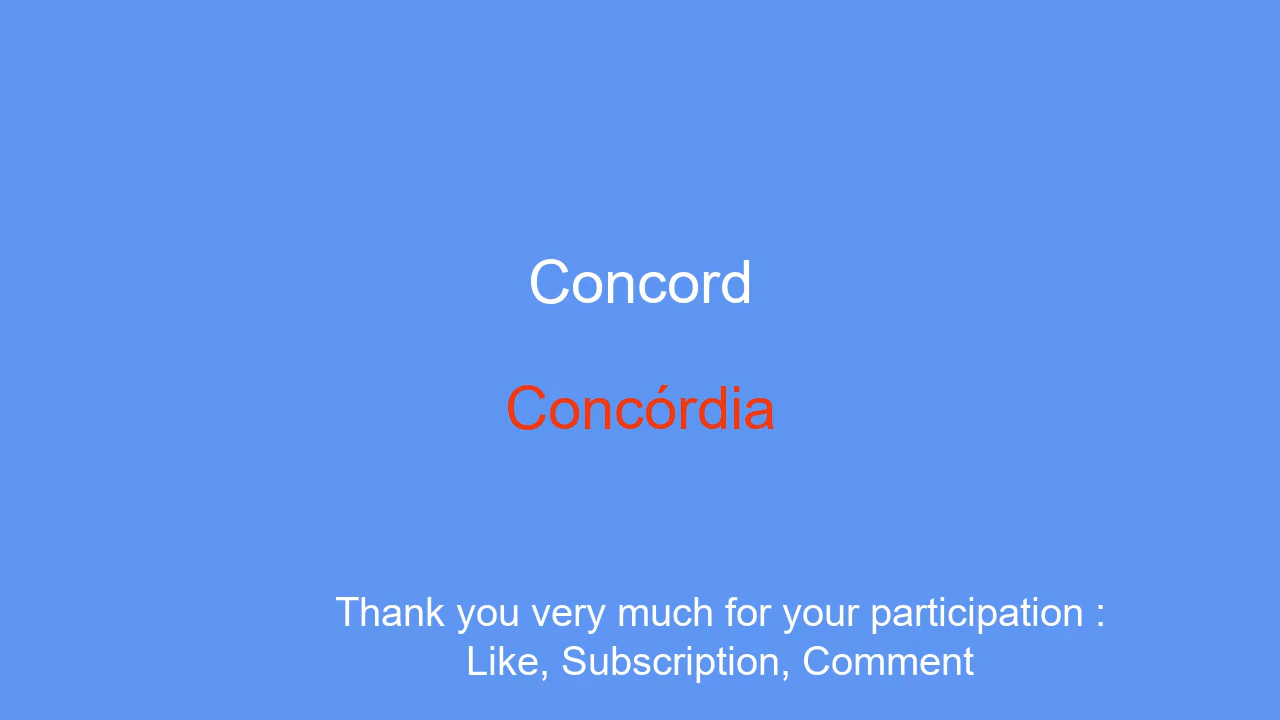 Concord
Concórdia
Thank you very much for your participation :
Like, Subscription, Comment